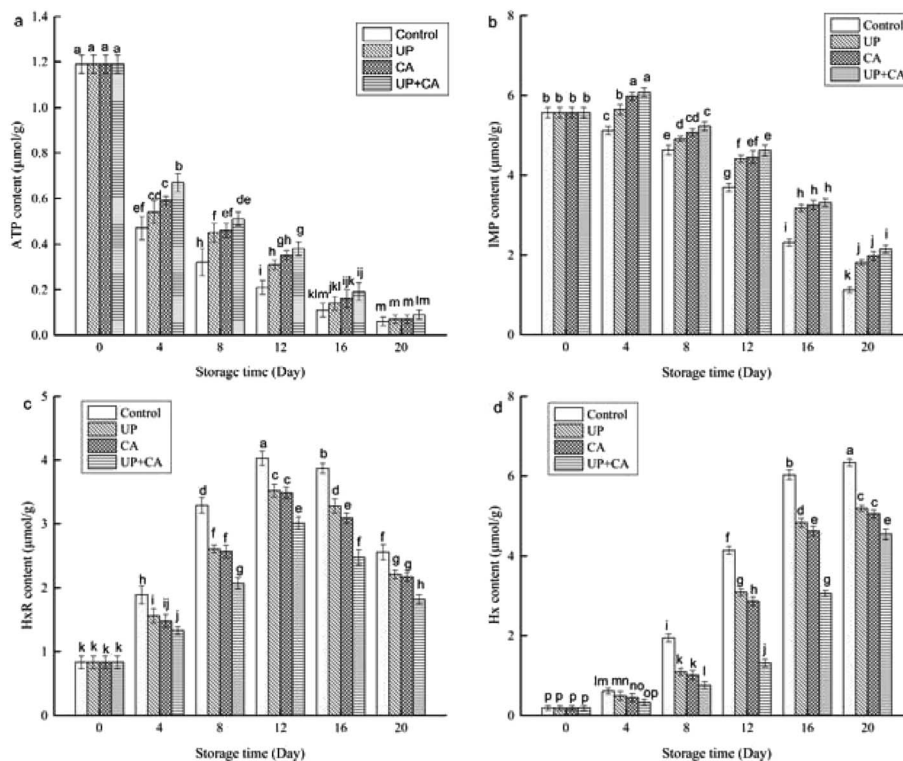 a
ATP content (μmol/g)
1.4
1.2
1.0
0.8
0.6
0.4
0.2
0.0
Control
UP
CA
UP+CA
a a a a
ef cd c b
h f ef de
i h gh g
klm jkl ijk ij
m m m lm
0 4 8 12 16 20
Storage time (Day)
b
IMP content (μmol/g)
8
6
4
2
0
Control
UP
CA
UP+CA
b b b b
c b a a
e d cd c
g f ef e
i h h h
k j j i
0 4 8 12 16 20
Storage time (Day)
c
HxR content (μmol/g)
5
4
3
2
1
0
Control
UP
CA
UP+CA
k k k k
h i ij j
d f f g
a c c e
b d e f
f g g h
0 4 8 12 16 20
Storage time (Day)
d
Hx content (μmol/g)
8
6
4
2
0
Control
UP
CA
UP+CA
p p p p
lm mn no op
i k k l
f g h j
b d e g
a c c e
0 4 8 12 16 20
Storage time (Day)